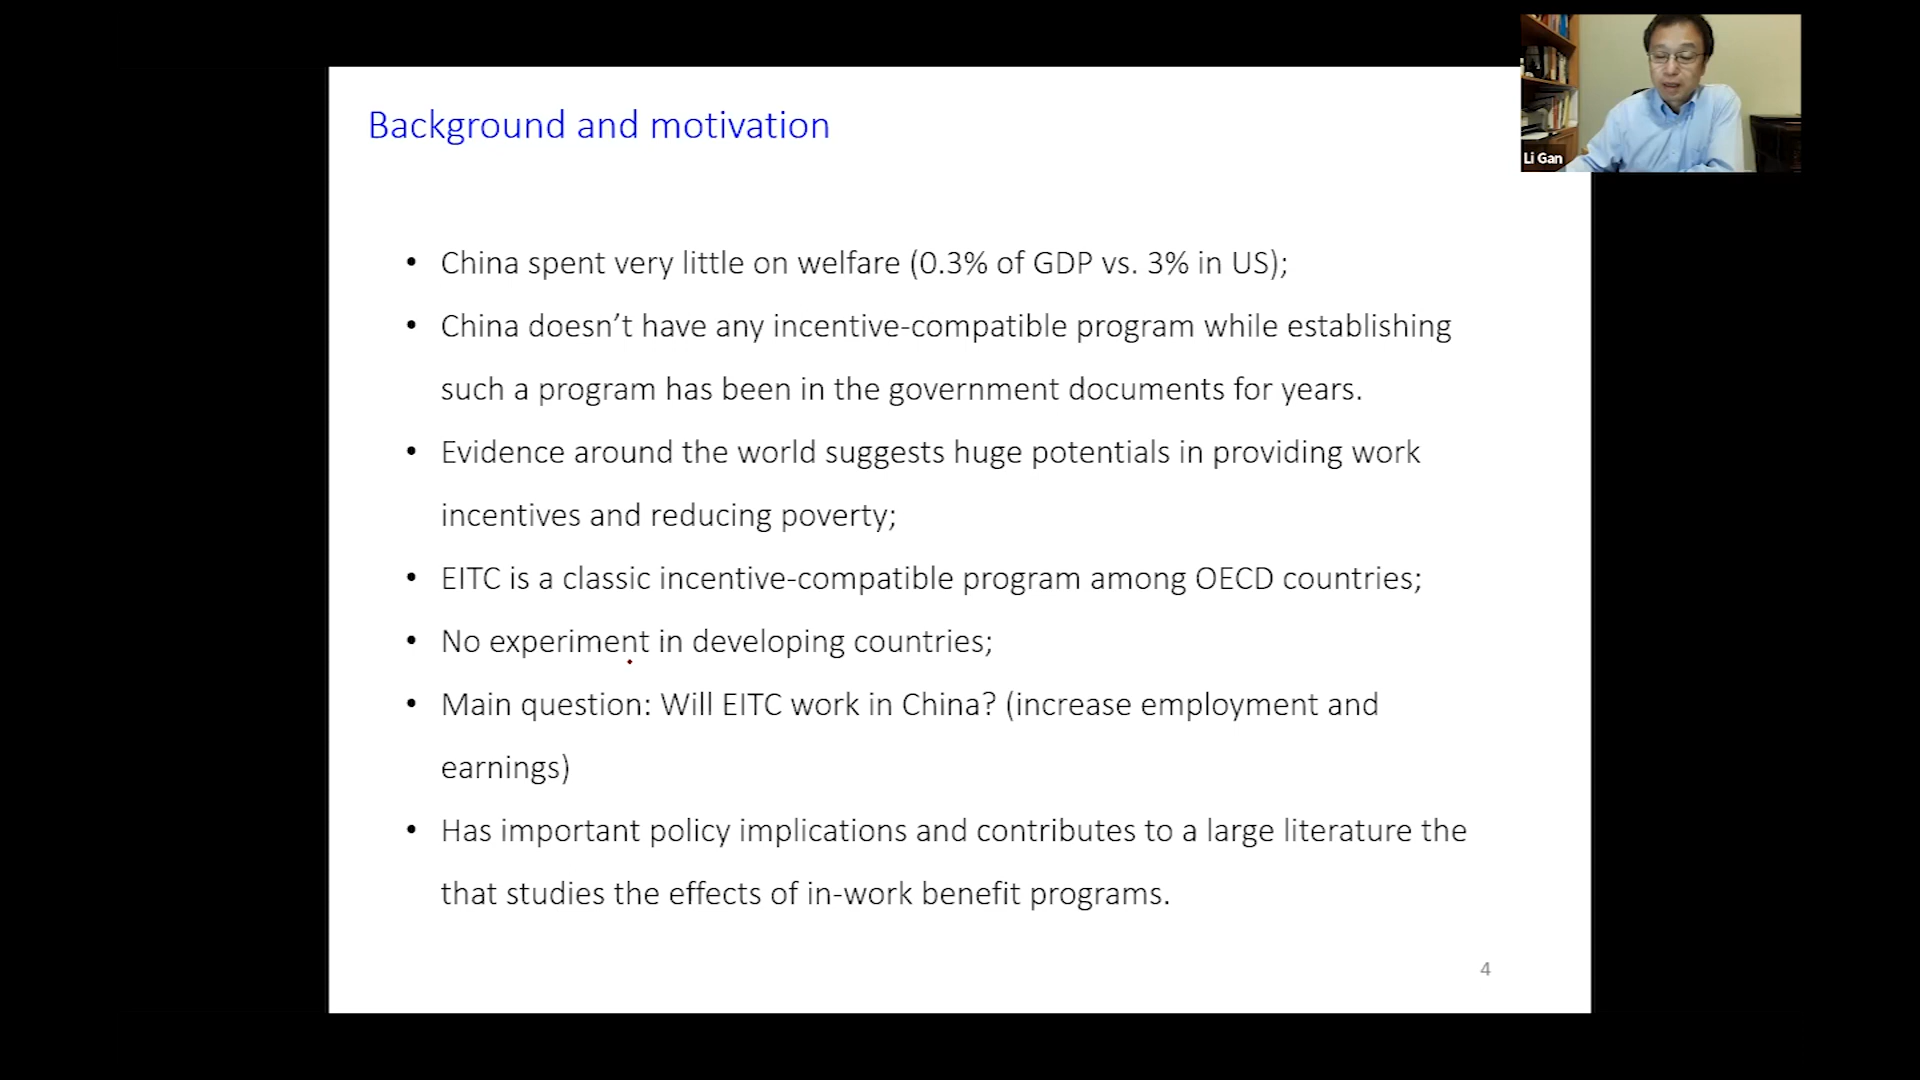 Li Gan
Background and motivation
• China spent very little on welfare (0.3% of GDP vs. 3% in US);
• China doesn’t have any incentive-compatible program while establishing
such a program has been in the government documents for years.
• Evidence around the world suggests huge potentials in providing work
incentives and reducing poverty;
• EITC is a classic incentive-compatible program among OECD countries;
• No experiment in developing countries;
• Main question: Will EITC work in China? (increase employment and
earnings)
• Has important policy implications and contributes to a large literature the
that studies the effects of in-work benefit programs.
4